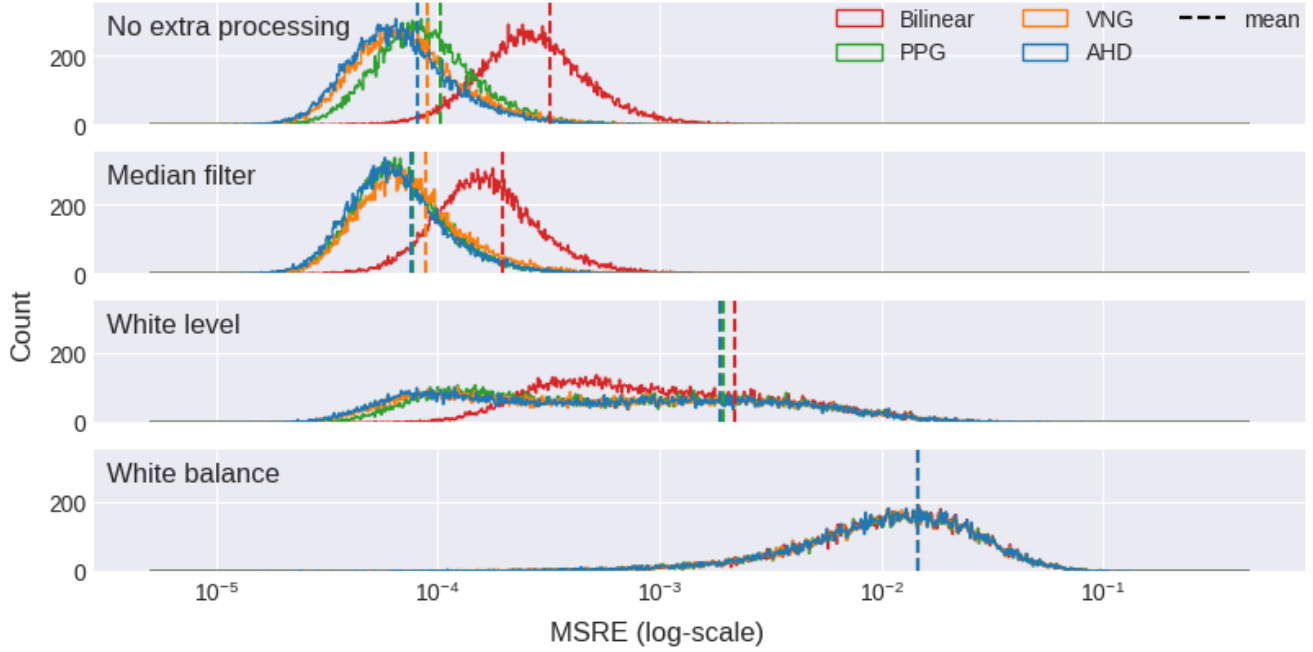 No extra processing
Bilinear
VNG
mean
PPG
AHD
200
0
Median filter
200
0
Count
White level
200
0
White balance
200
0
10⁻⁵
10⁻⁴
10⁻³
10⁻²
10⁻¹
MSRE (log-scale)